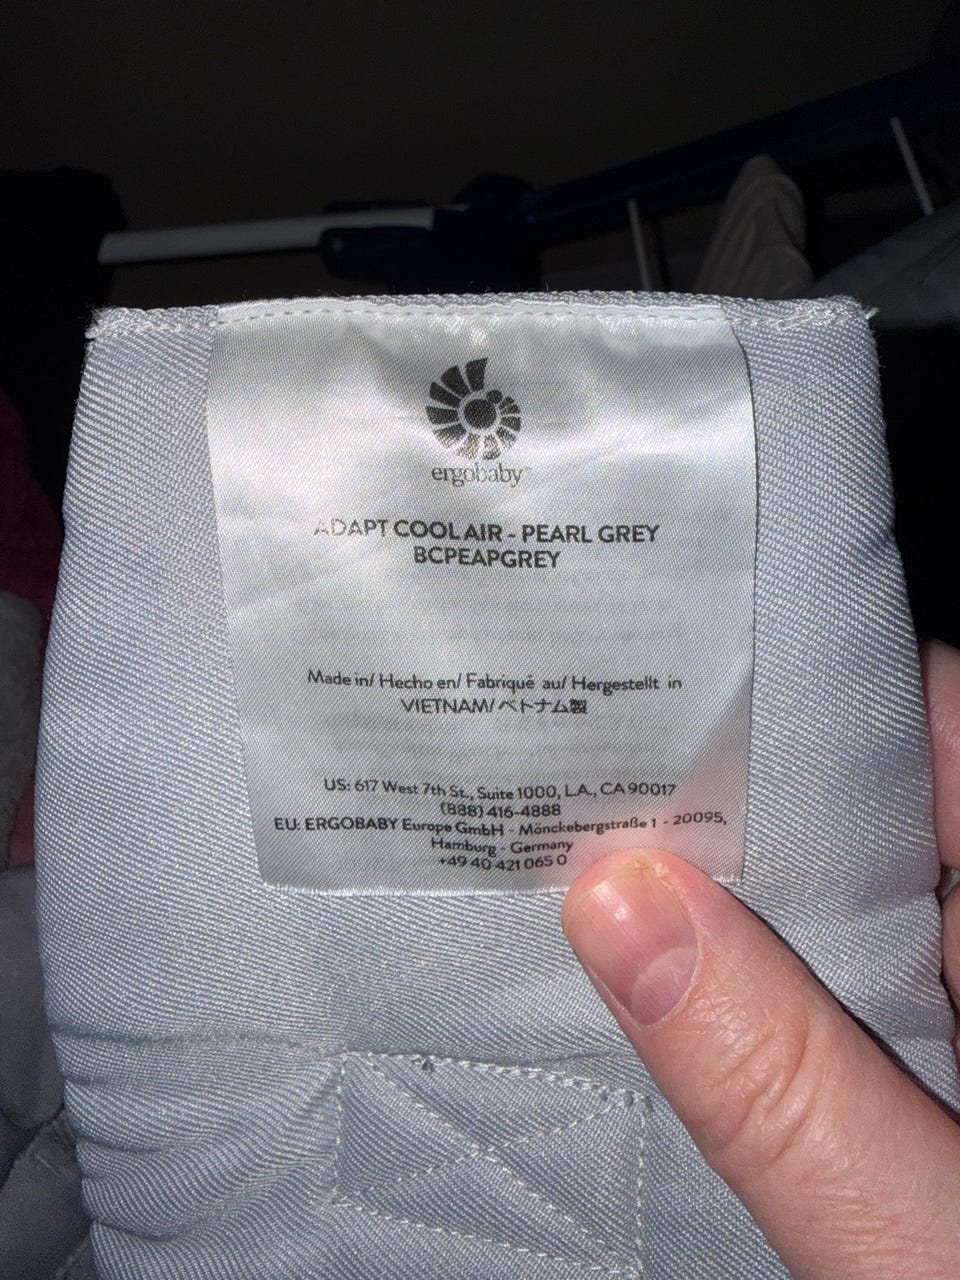 ergobaby™
ADAPT COOL AIR - PEARL GREY
BCPEAPGREY
Made in/ Hecho en/ Fabriqué au/ Hergestellt in
VIETNAM/ ベトナム製
US: 617 West 7th St., Suite 1000, L.A., CA 90017
(888) 416-4888
EU: ERGOBABY Europe GmbH - Mönckebergstraße 1 - 20095,
Hamburg - Germany
+49 40 421 065 0